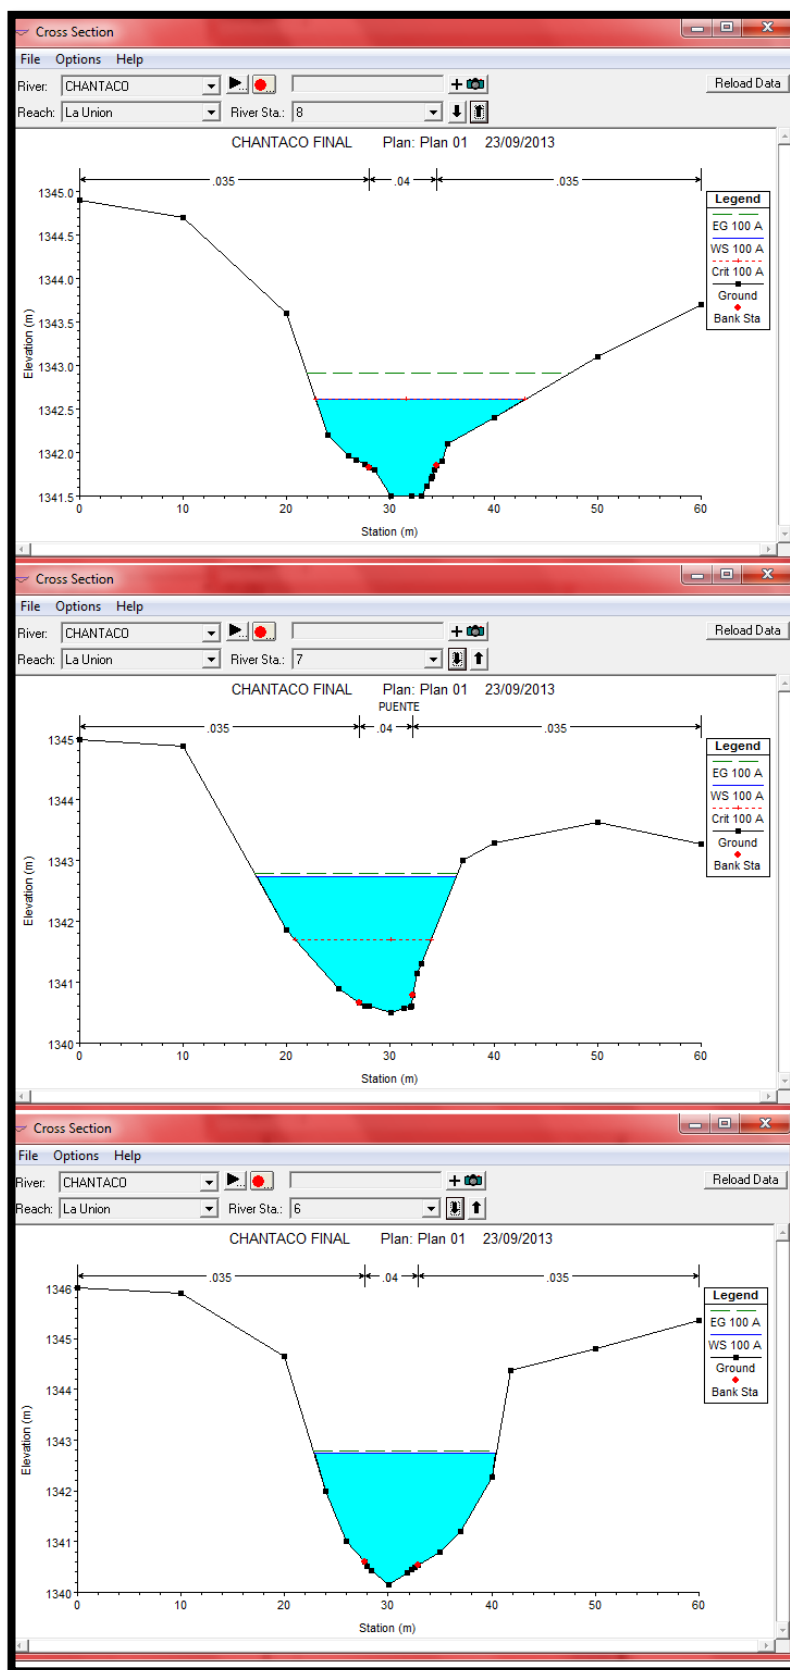 Cross Section
File Options Help
River: CHANTACO Reload Data
Reach: La Union River Sta.: 8
CHANTACO FINAL Plan: Plan 01 23/09/2013
.035 .04 .035
Legend
EG 100 A
WS 100 A
Crit 100 A
Ground
Bank Sta
Elevation (m)
1345.0
1344.5
1344.0
1343.5
1343.0
1342.5
1342.0
1341.5
0 10 20 30 40 50 60
Station (m)
Cross Section
File Options Help
River: CHANTACO Reload Data
Reach: La Union River Sta.: 7
CHANTACO FINAL Plan: Plan 01 23/09/2013
PUENTE
.035 .04 .035
Legend
EG 100 A
WS 100 A
Crit 100 A
Ground
Bank Sta
Elevation (m)
1345
1344
1343
1342
1341
1340
0 10 20 30 40 50 60
Station (m)
Cross Section
File Options Help
River: CHANTACO Reload Data
Reach: La Union River Sta.: 6
CHANTACO FINAL Plan: Plan 01 23/09/2013
.035 .04 .035
Legend
EG 100 A
WS 100 A
Ground
Bank Sta
Elevation (m)
1346
1345
1344
1343
1342
1341
1340
0 10 20 30 40 50 60
Station (m)